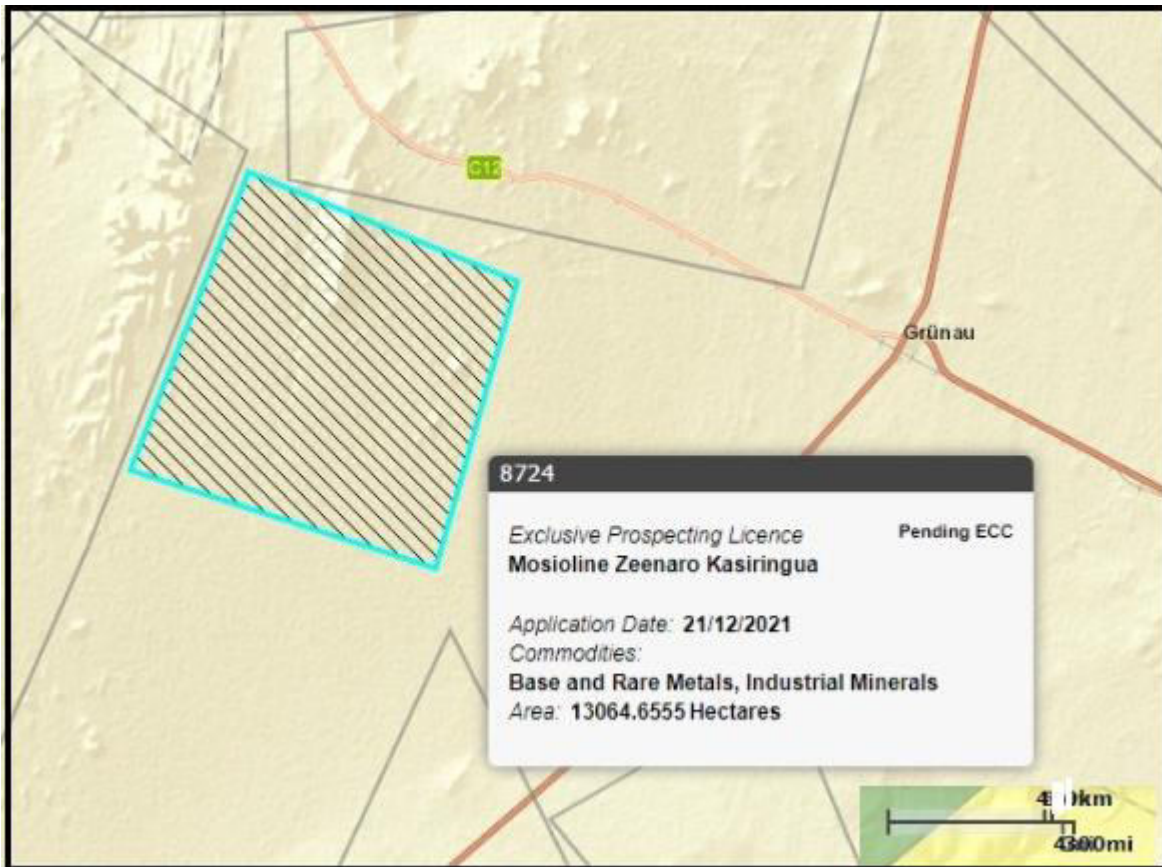 C12
Grünau
8724
Exclusive Prospecting Licence Pending ECC
Mosioline Zeenaro Kasiringua
Application Date: 21/12/2021
Commodities:
Base and Rare Metals, Industrial Minerals
Area: 13064.6555 Hectares